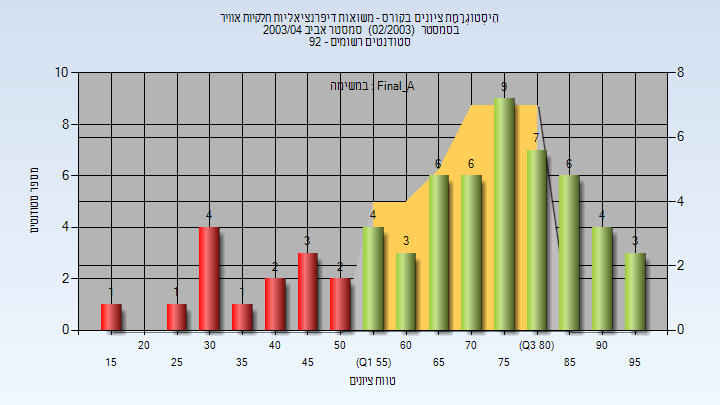 היסטוגרמת ציונים בקורס - משוואות דיפרנציאליות חלקיות אוויר
בסמסטר (02/2003) סמסטר אביב 2003/04
סטודנטים רשומים - 92
במשימה : Final_A
10 8 6 4 2 0
מספר סטודנטים
8 6 4 2 0
1 1 4 1 2 3 2 4 3 6 6 9 7 6 4 3
20 30 40 50 60 70 (Q3 80) 90
15 25 35 45 (Q1 55) 65 75 85 95
טווח ציונים